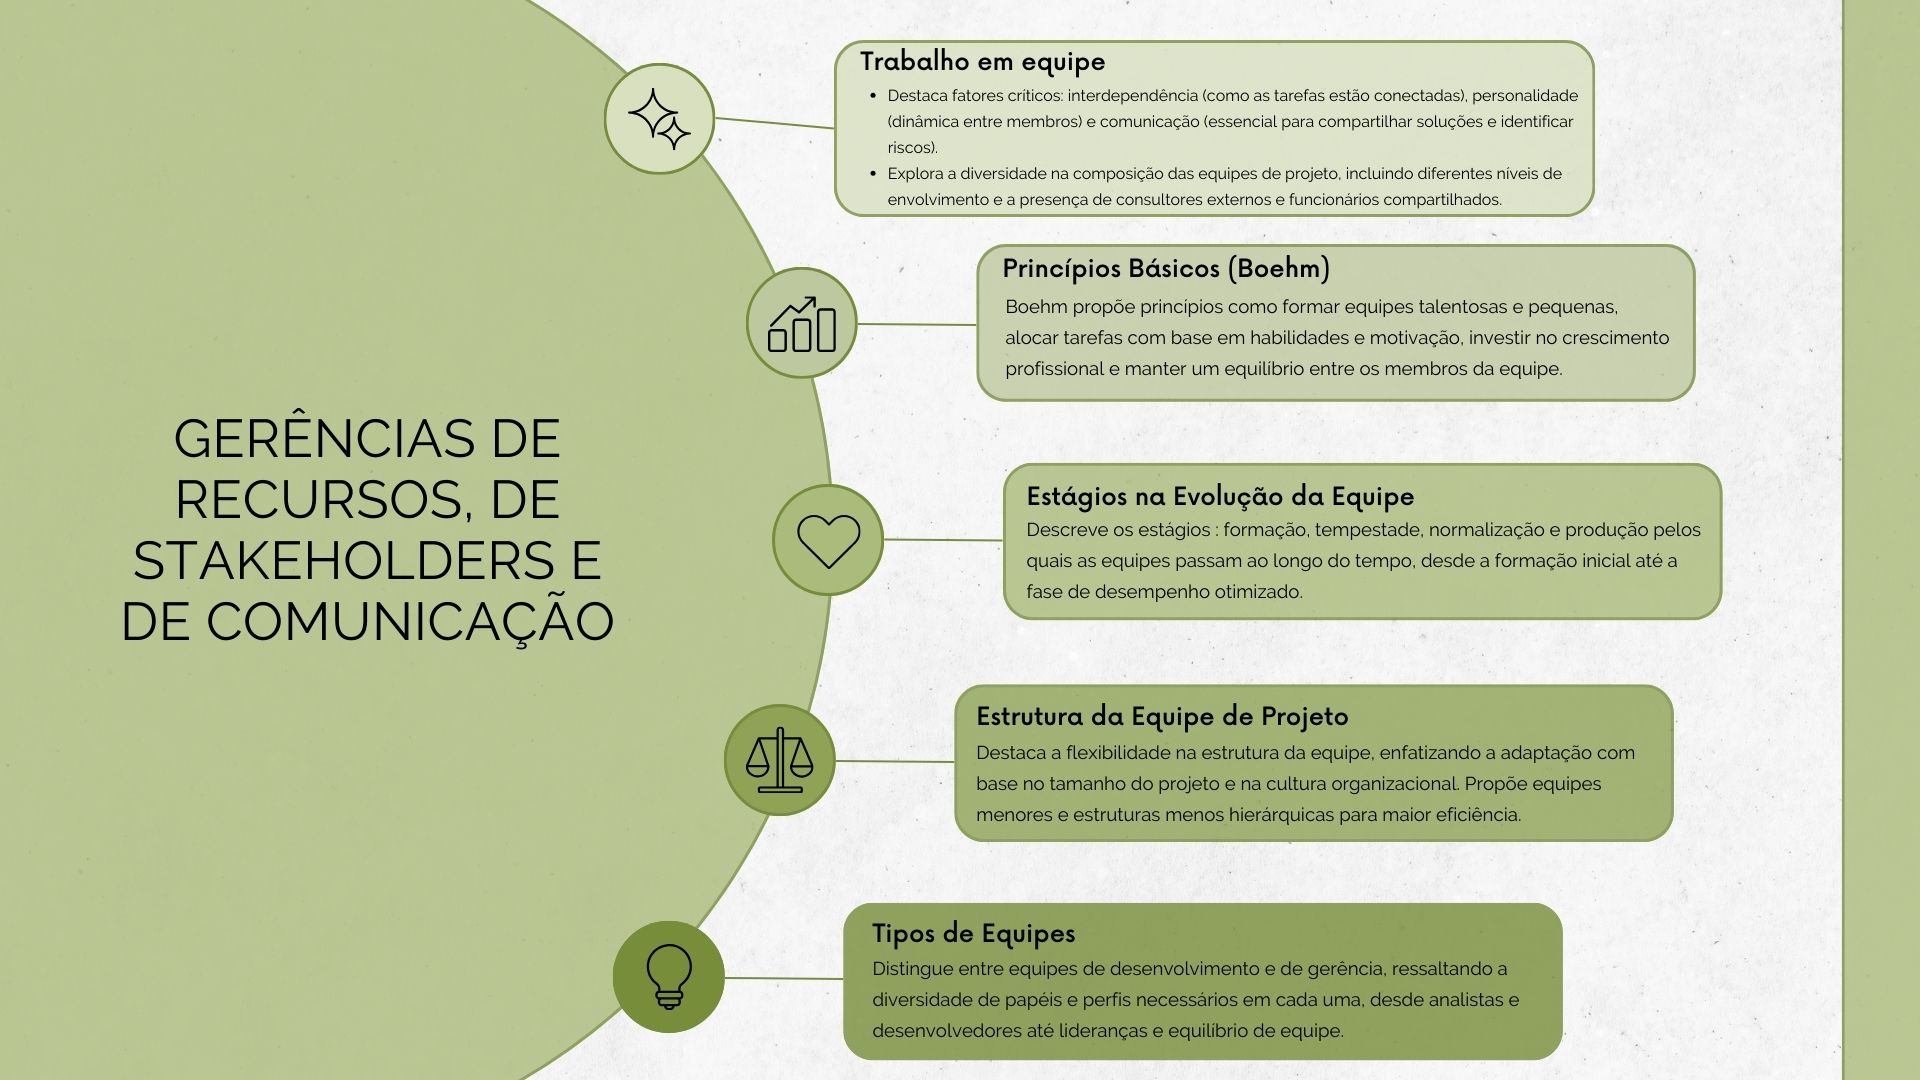 GERÊNCIAS DE
RECURSOS, DE
STAKEHOLDERS E
DE COMUNICAÇÃO
Trabalho em equipe
• Destaca fatores críticos: interdependência (como as tarefas estão conectadas), personalidade
(dinâmica entre membros) e comunicação (essencial para compartilhar soluções e identificar
riscos).
• Explora a diversidade na composição das equipes de projeto, incluindo diferentes níveis de
envolvimento e a presença de consultores externos e funcionários compartilhados.
Princípios Básicos (Boehm)
Boehm propõe princípios como formar equipes talentosas e pequenas,
alocar tarefas com base em habilidades e motivação, investir no crescimento
profissional e manter um equilíbrio entre os membros da equipe.
Estágios na Evolução da Equipe
Descreve os estágios : formação, tempestade, normalização e produção pelos
quais as equipes passam ao longo do tempo, desde a formação inicial até a
fase de desempenho otimizado.
Estrutura da Equipe de Projeto
Destaca a flexibilidade na estrutura da equipe, enfatizando a adaptação com
base no tamanho do projeto e na cultura organizacional. Propõe equipes
menores e estruturas menos hierárquicas para maior eficiência.
Tipos de Equipes
Distingue entre equipes de desenvolvimento e de gerência, ressaltando a
diversidade de papéis e perfis necessários em cada uma, desde analistas e
desenvolvedores até lideranças e equilíbrio de equipe.